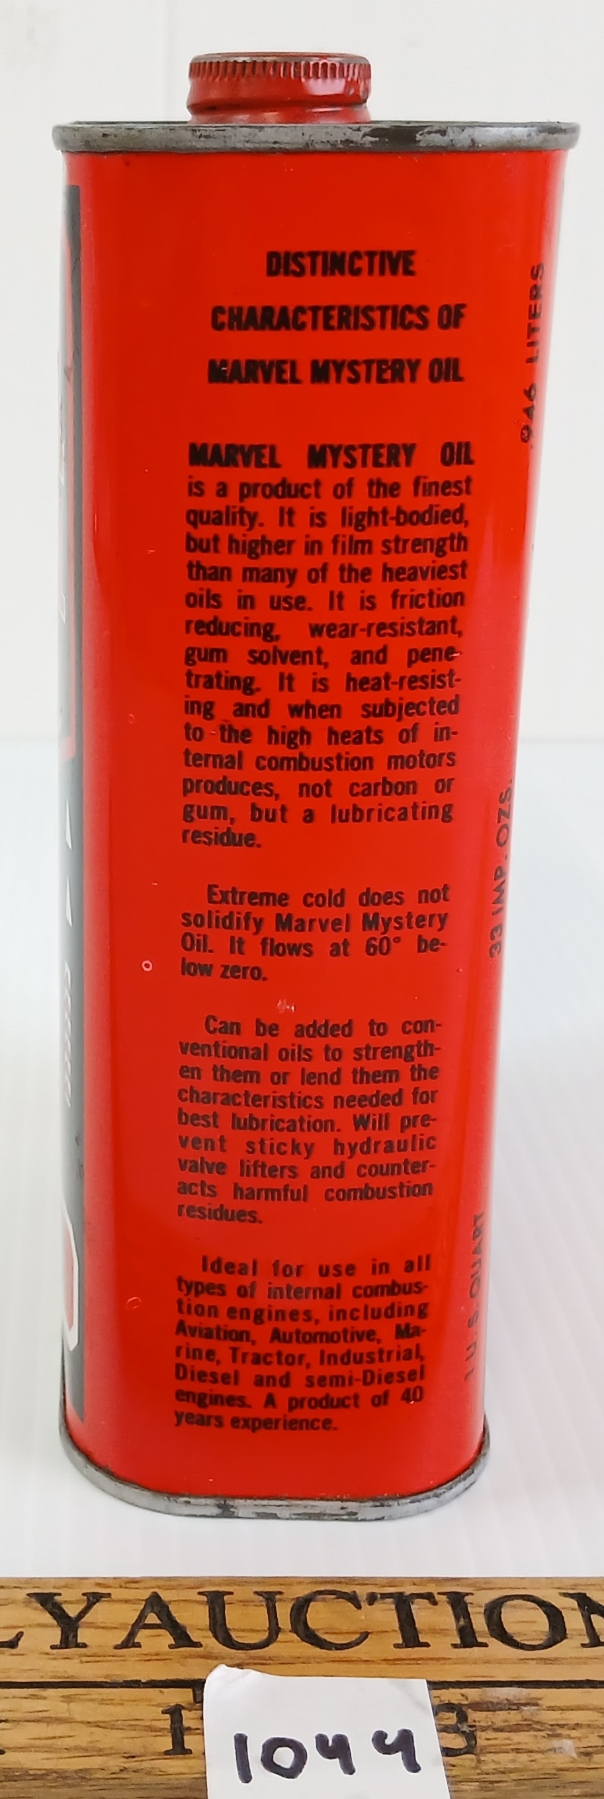 DISTINCTIVE
CHARACTERISTICS OF
MARVEL MYSTERY OIL
MARVEL MYSTERY OIL
is a product of the finest
quality. It is light-bodied,
but higher in film strength
than many of the heaviest
oils in use. It is friction
reducing, wear-resistant,
gum solvent, and pene-
trating. It is heat-resist-
ing and when subjected
to the high heats of in-
ternal combustion motors
produces, not carbon or
gum, but a lubricating
residue.
Extreme cold does not
solidify Marvel Mystery
Oil. It flows at 60° be-
low zero.
Can be added to con-
ventional oils to strength-
en them or lend them the
characteristics needed for
best lubrication. Will pre-
vent sticky hydraulic
valve lifters and counter-
acts harmful combustion
residues.
Ideal for use in all
types of internal combus-
tion engines, including
Aviation, Automotive, Ma-
rine, Tractor, Industrial,
Diesel and semi-Diesel
engines. A product of 40
years experience.
1 U.S. QUART
33 IMP. OZS.
.946 LITERS
LYAUCTION
1044